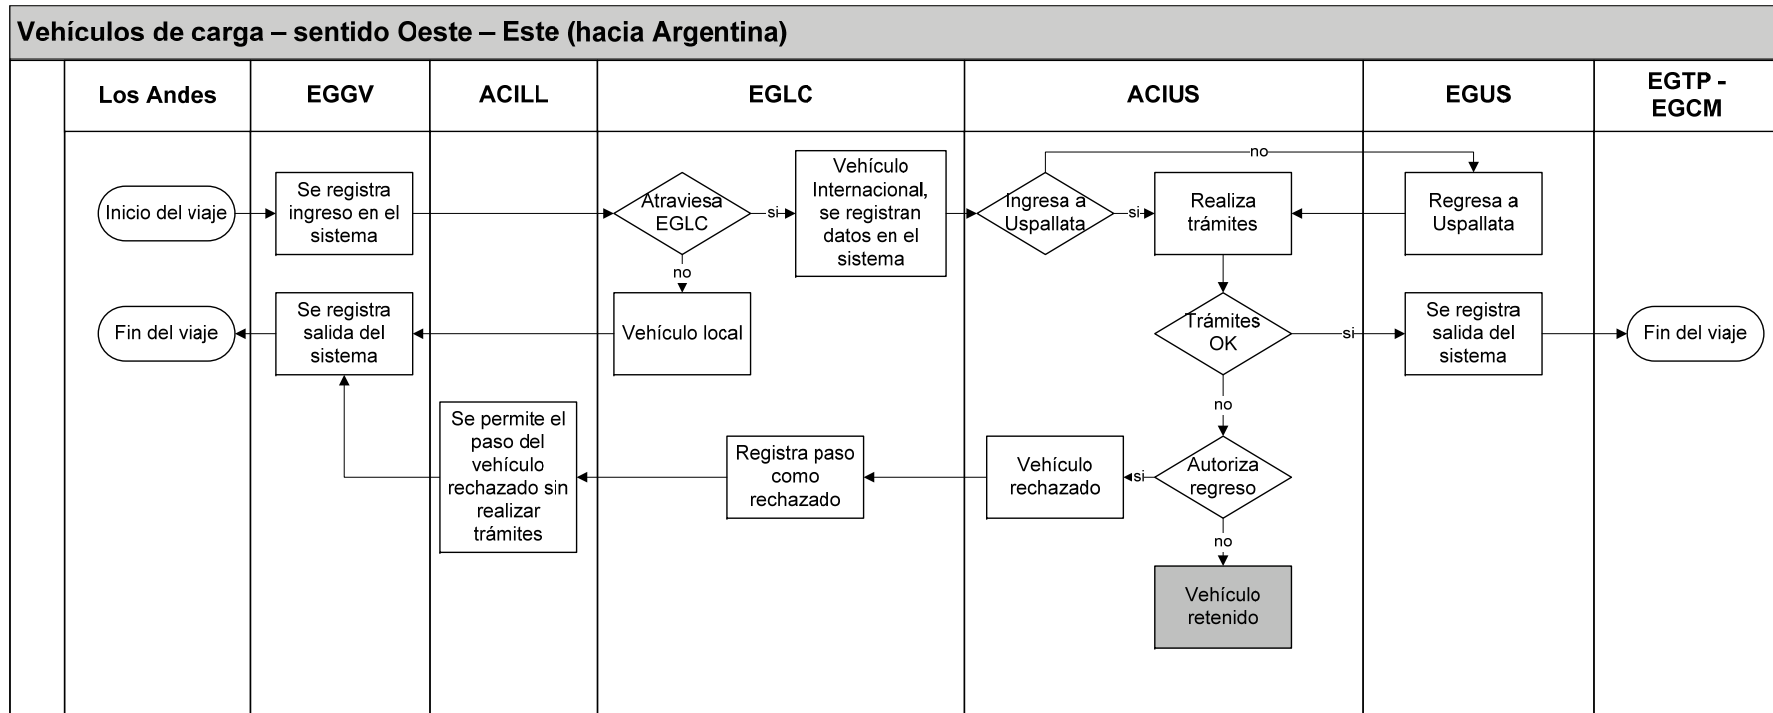 Vehículos de carga – sentido Oeste – Este (hacia Argentina)
Los Andes
EGGV
ACILL
EGLC
ACIUS
EGUS
EGTP -
EGCM
Inicio del viaje
Se registra
ingreso en el
sistema
Atraviesa
EGLC
si
no
Vehículo
Internacional,
se registran
datos en el
sistema
Ingresa a
Uspallata
no
si
Realiza
trámites
Regresa a
Uspallata
Fin del viaje
Se registra
salida del
sistema
Vehículo local
Trámites
OK
si
no
Se registra
salida del
sistema
Fin del viaje
Se permite el
paso del
vehículo
rechazado sin
realizar
trámites
Registra paso
como
rechazado
Vehículo
rechazado
si
Autoriza
regreso
no
Vehículo
retenido